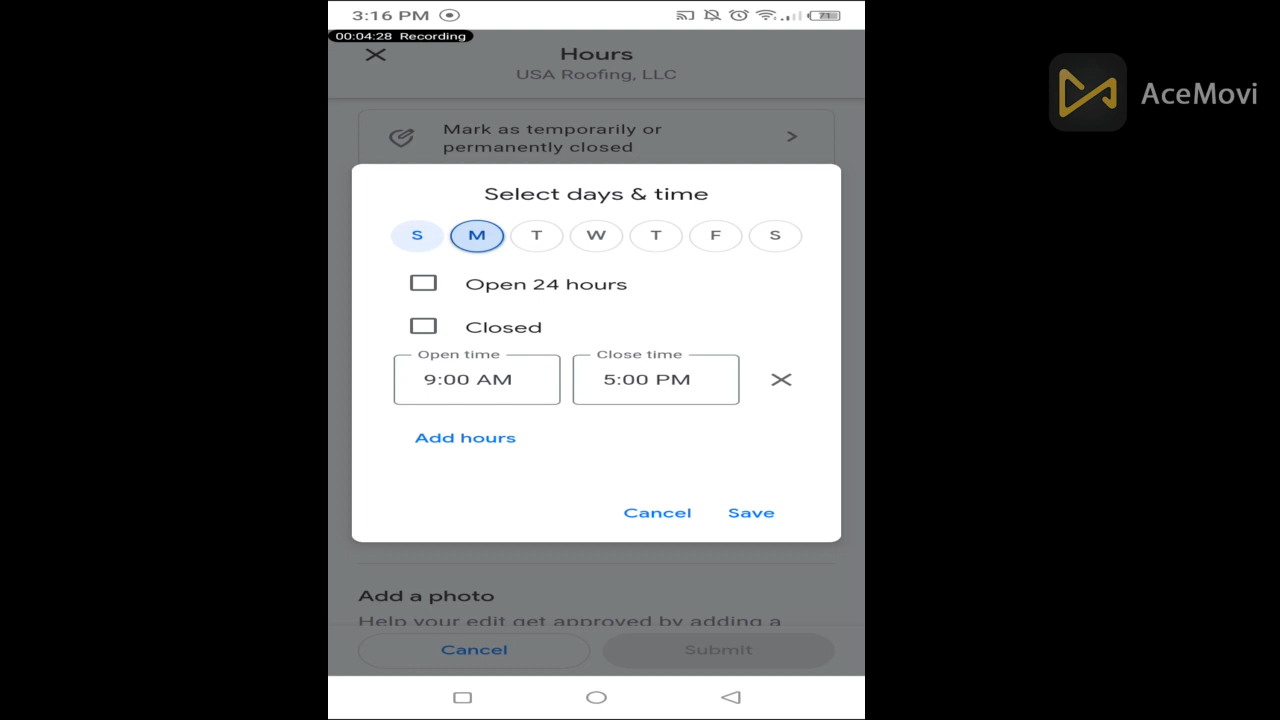 3:16 PM
71
00:04:28 Recording
Hours
USA Roofing, LLC
AceMovi
Mark as temporarily or
permanently closed
Select days & time
S M T W T F S
Open 24 hours
Closed
Open time Close time
9:00 AM 5:00 PM
Add hours
Cancel Save
Add a photo
Help your edit get approved by adding a
Cancel Submit